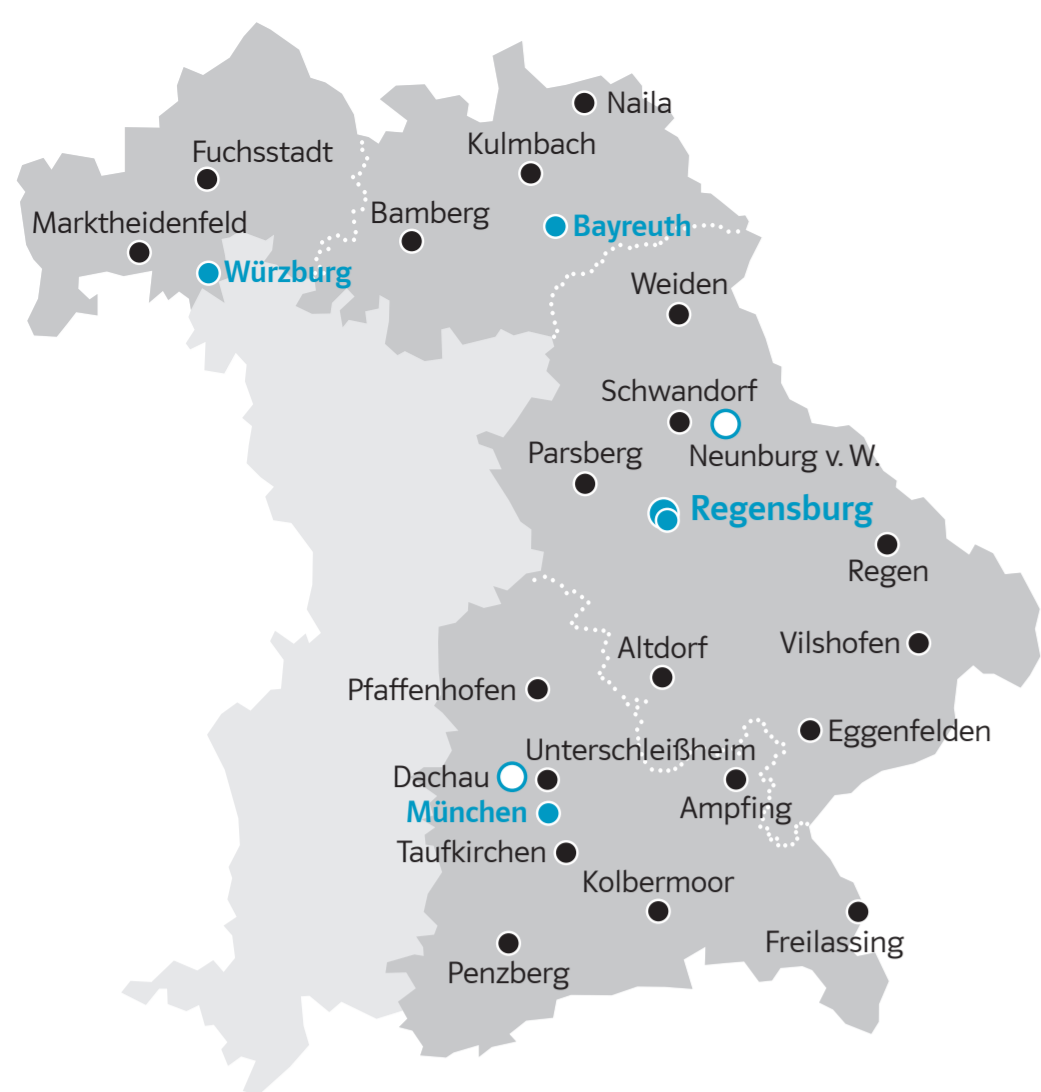 Naila
Kulmbach
Fuchsstadt
Bamberg
Marktheidenfeld
Bayreuth
Würzburg
Weiden
Schwandorf
Parsberg
Neunburg v. W.
Regensburg
Regen
Altdorf
Vilshofen
Pfaffenhofen
Eggenfelden
Unterschleißheim
Dachau
Ampfing
München
Taufkirchen
Kolbermoor
Freilassing
Penzberg